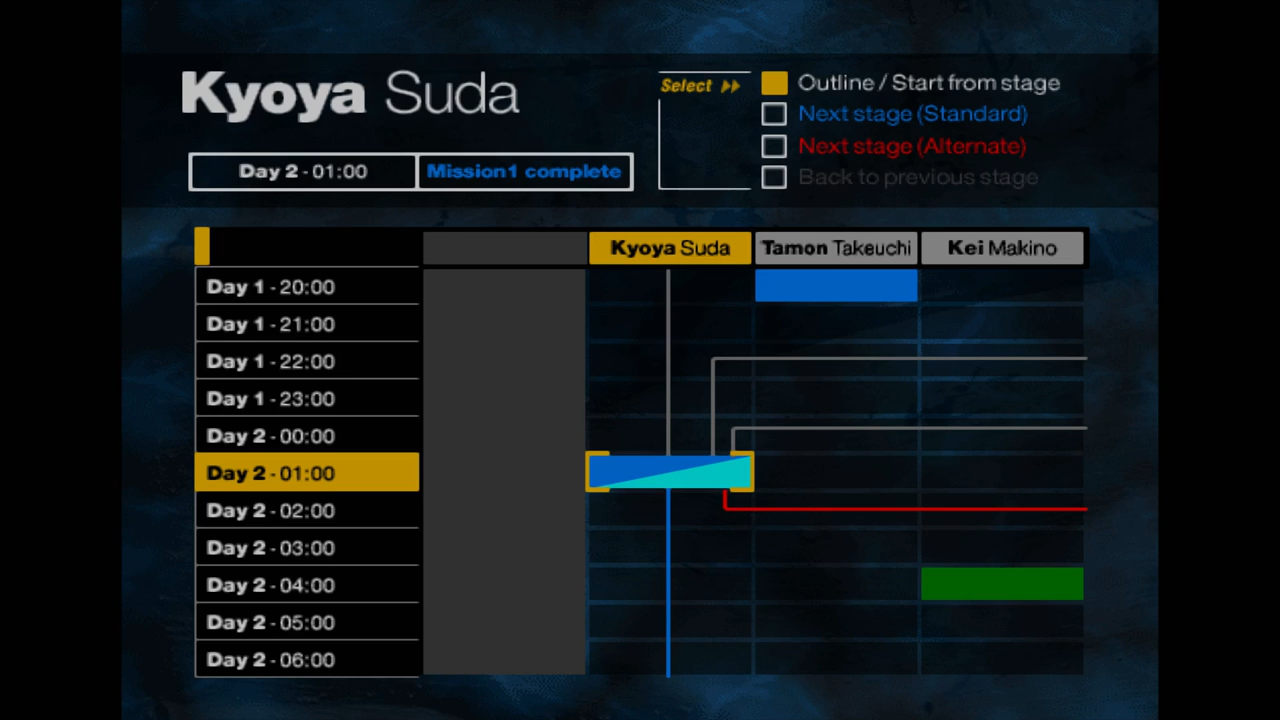 Kyoya Suda
Day 2 - 01:00
Mission1 complete
Select
Outline / Start from stage
Next stage (Standard)
Next stage (Alternate)
Back to previous stage
Kyoya Suda
Tamon Takeuchi
Kei Makino
Day 1 - 20:00
Day 1 - 21:00
Day 1 - 22:00
Day 1 - 23:00
Day 2 - 00:00
Day 2 - 01:00
Day 2 - 02:00
Day 2 - 03:00
Day 2 - 04:00
Day 2 - 05:00
Day 2 - 06:00